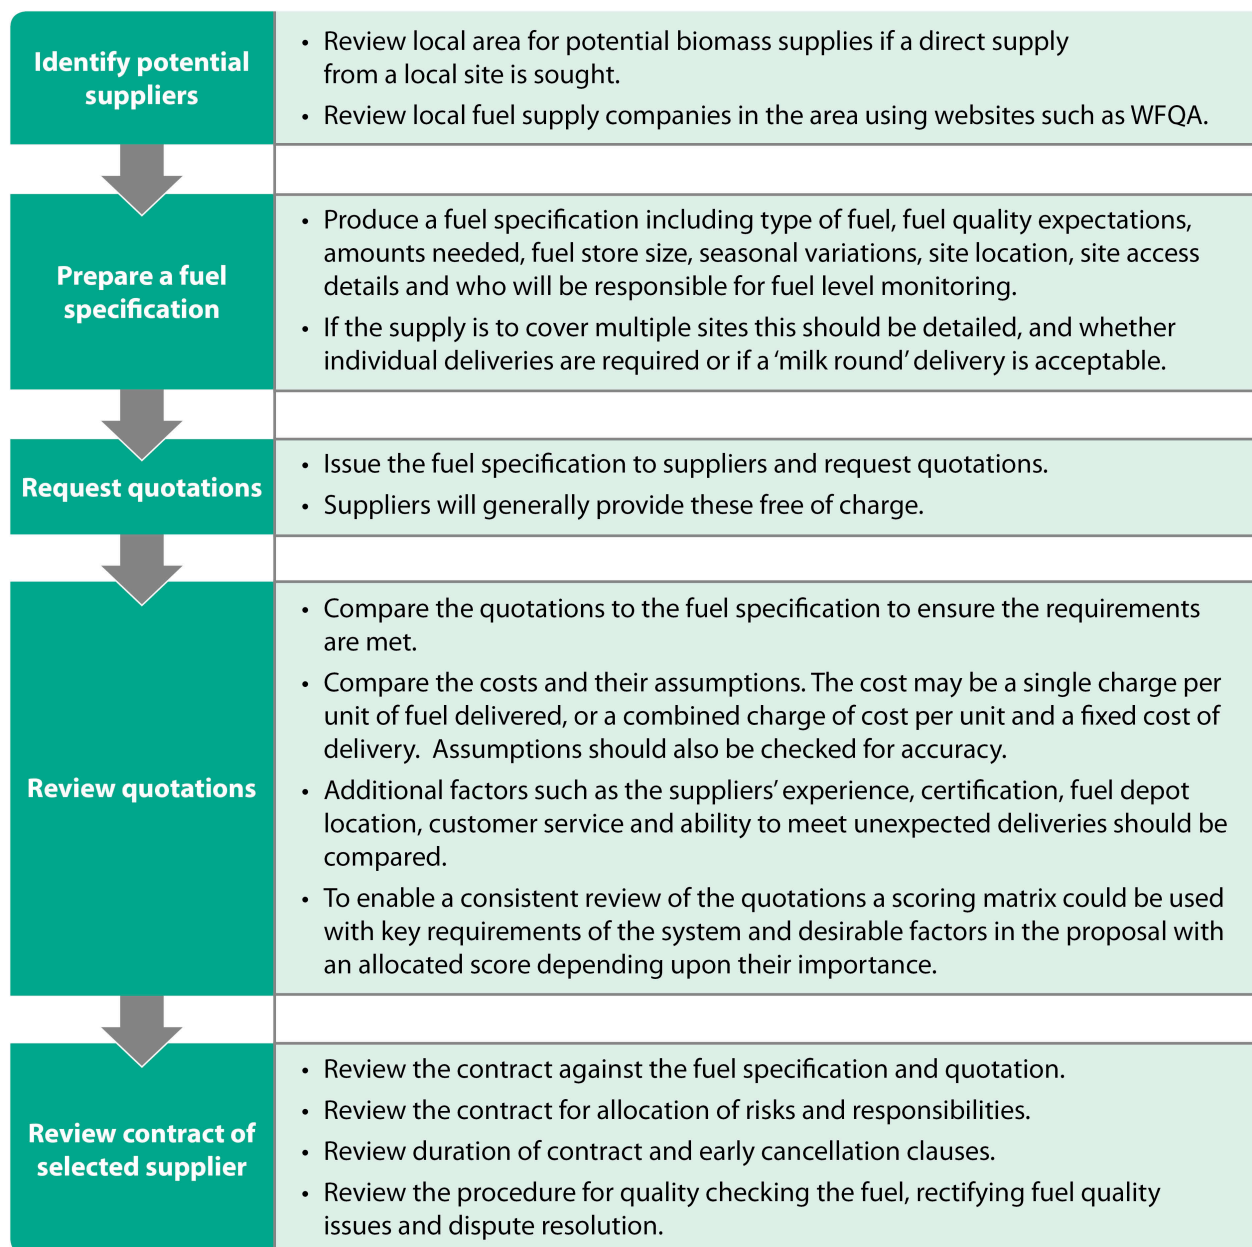 Identify potential
suppliers
• Review local area for potential biomass supplies if a direct supply
from a local site is sought.
• Review local fuel supply companies in the area using websites such as WFQA.
Prepare a fuel
specification
• Produce a fuel specification including type of fuel, fuel quality expectations,
amounts needed, fuel store size, seasonal variations, site location, site access
details and who will be responsible for fuel level monitoring.
• If the supply is to cover multiple sites this should be detailed, and whether
individual deliveries are required or if a ‘milk round’ delivery is acceptable.
Request quotations
• Issue the fuel specification to suppliers and request quotations.
• Suppliers will generally provide these free of charge.
Review quotations
• Compare the quotations to the fuel specification to ensure the requirements
are met.
• Compare the costs and their assumptions. The cost may be a single charge per
unit of fuel delivered, or a combined charge of cost per unit and a fixed cost of
delivery.  Assumptions should also be checked for accuracy.
• Additional factors such as the suppliers’ experience, certification, fuel depot
location, customer service and ability to meet unexpected deliveries should be
compared.
• To enable a consistent review of the quotations a scoring matrix could be used
with key requirements of the system and desirable factors in the proposal with
an allocated score depending upon their importance.
Review contract of
selected supplier
• Review the contract against the fuel specification and quotation.
• Review the contract for allocation of risks and responsibilities.
• Review duration of contract and early cancellation clauses.
• Review the procedure for quality checking the fuel, rectifying fuel quality
issues and dispute resolution.